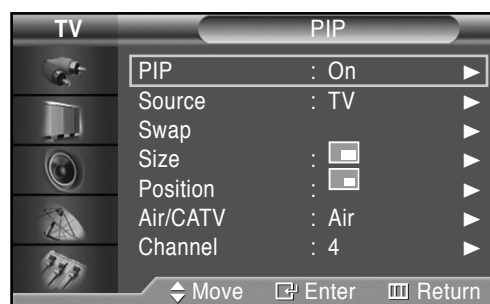 TV PIP
PIP : On
Source : TV
Swap
Size :
Position :
Air/CATV : Air
Channel : 4
Move Enter Return